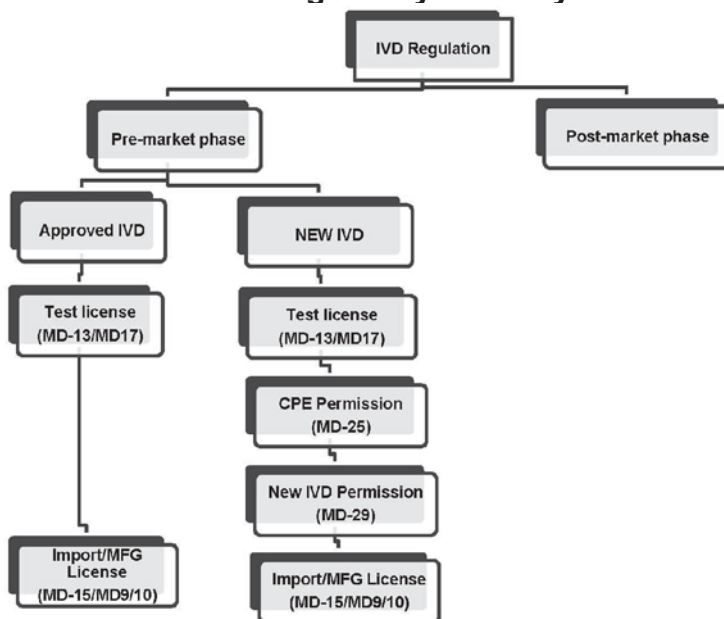 IVD Regulation
Pre-market phase
Post-market phase
Approved IVD
NEW IVD
Test license
(MD-13/MD17)
Test license
(MD-13/MD17)
CPE Permission
(MD-25)
New IVD Permission
(MD-29)
Import/MFG
License
(MD-15/MD9/10)
Import/MFG License
(MD-15/MD9/10)